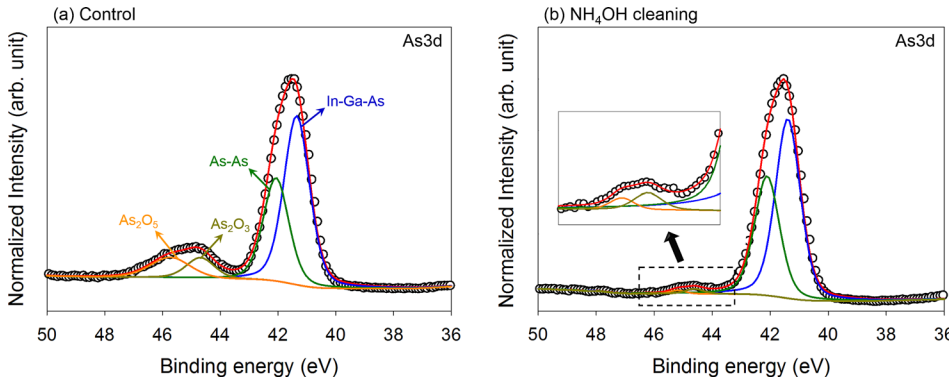 (a) Control
As3d
In-Ga-As
As-As
As₂O₅
As₂O₃
Normalized Intensity (arb. unit)
50 48 46 44 42 40 38 36
Binding energy (eV)
(b) NH₄OH cleaning
As3d
Normalized Intensity (arb. unit)
50 48 46 44 42 40 38 36
Binding energy (eV)